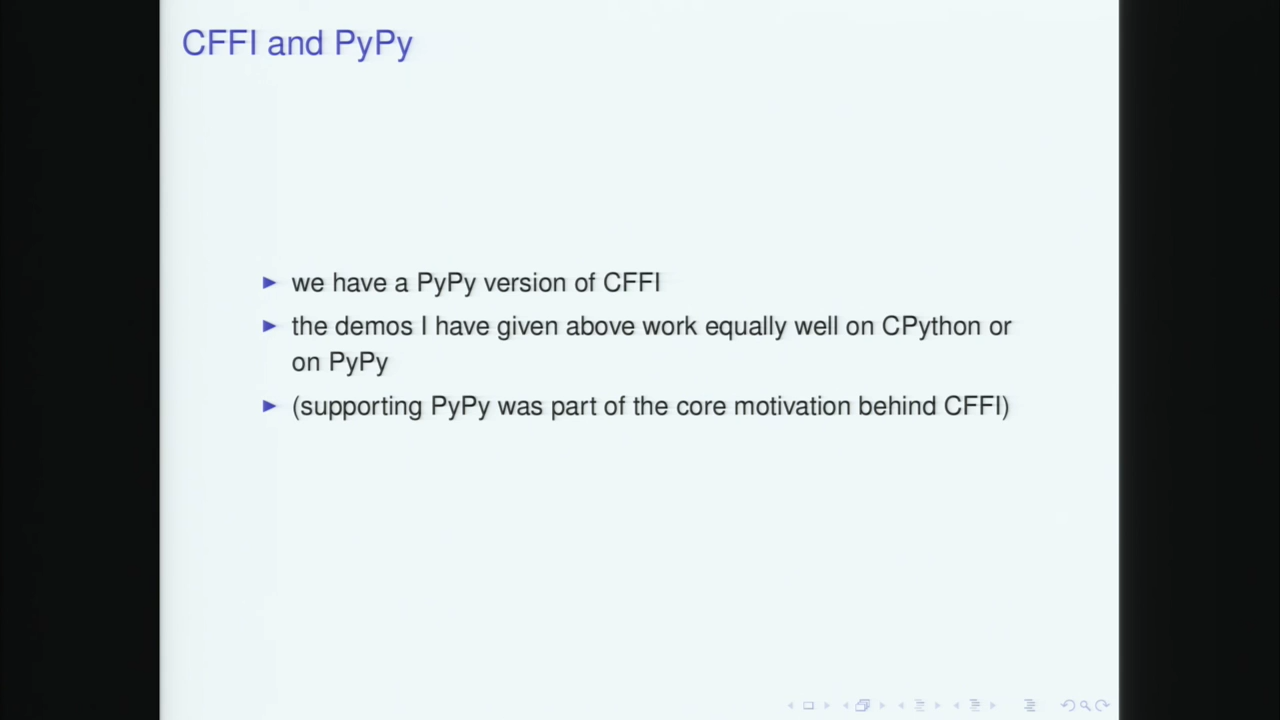 CFFI and PyPy
we have a PyPy version of CFFI
the demos I have given above work equally well on CPython or
on PyPy
(supporting PyPy was part of the core motivation behind CFFI)